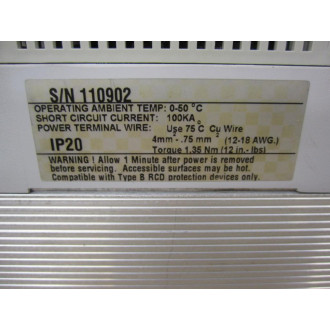 S/N 110902
OPERATING AMBIENT TEMP: 0-50 °C
SHORT CIRCUIT CURRENT: 100KA
POWER TERMINAL WIRE: Use 75 C Cu Wire
4mm - .75 mm² (12-18 AWG.)
IP20 Torque 1,35 Nm (12 in.- lbs)
WARNING ! Allow 1 Minute after power is removed
before servicing. Accessible surfaces may be hot.
Compatible with Type B RCD protection devices only.